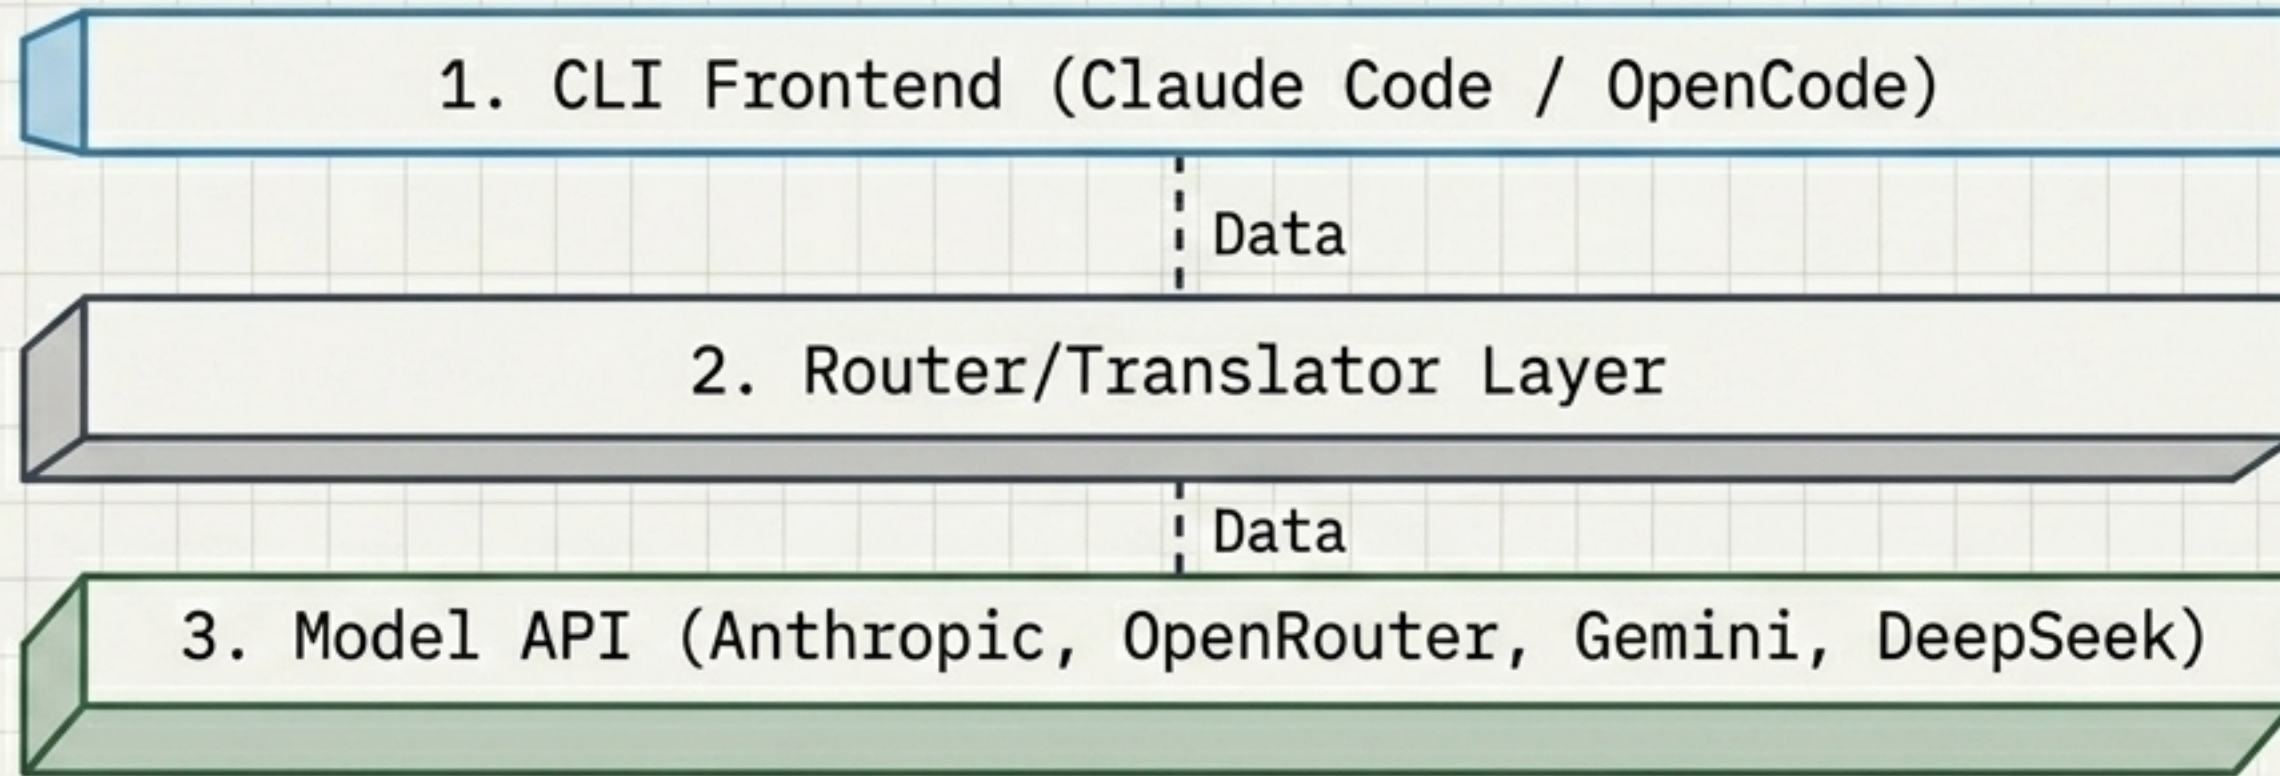 1. CLI Frontend (Claude Code / OpenCode)
Data
2. Router/Translator Layer
Data
3. Model API (Anthropic, OpenRouter, Gemini, DeepSeek)